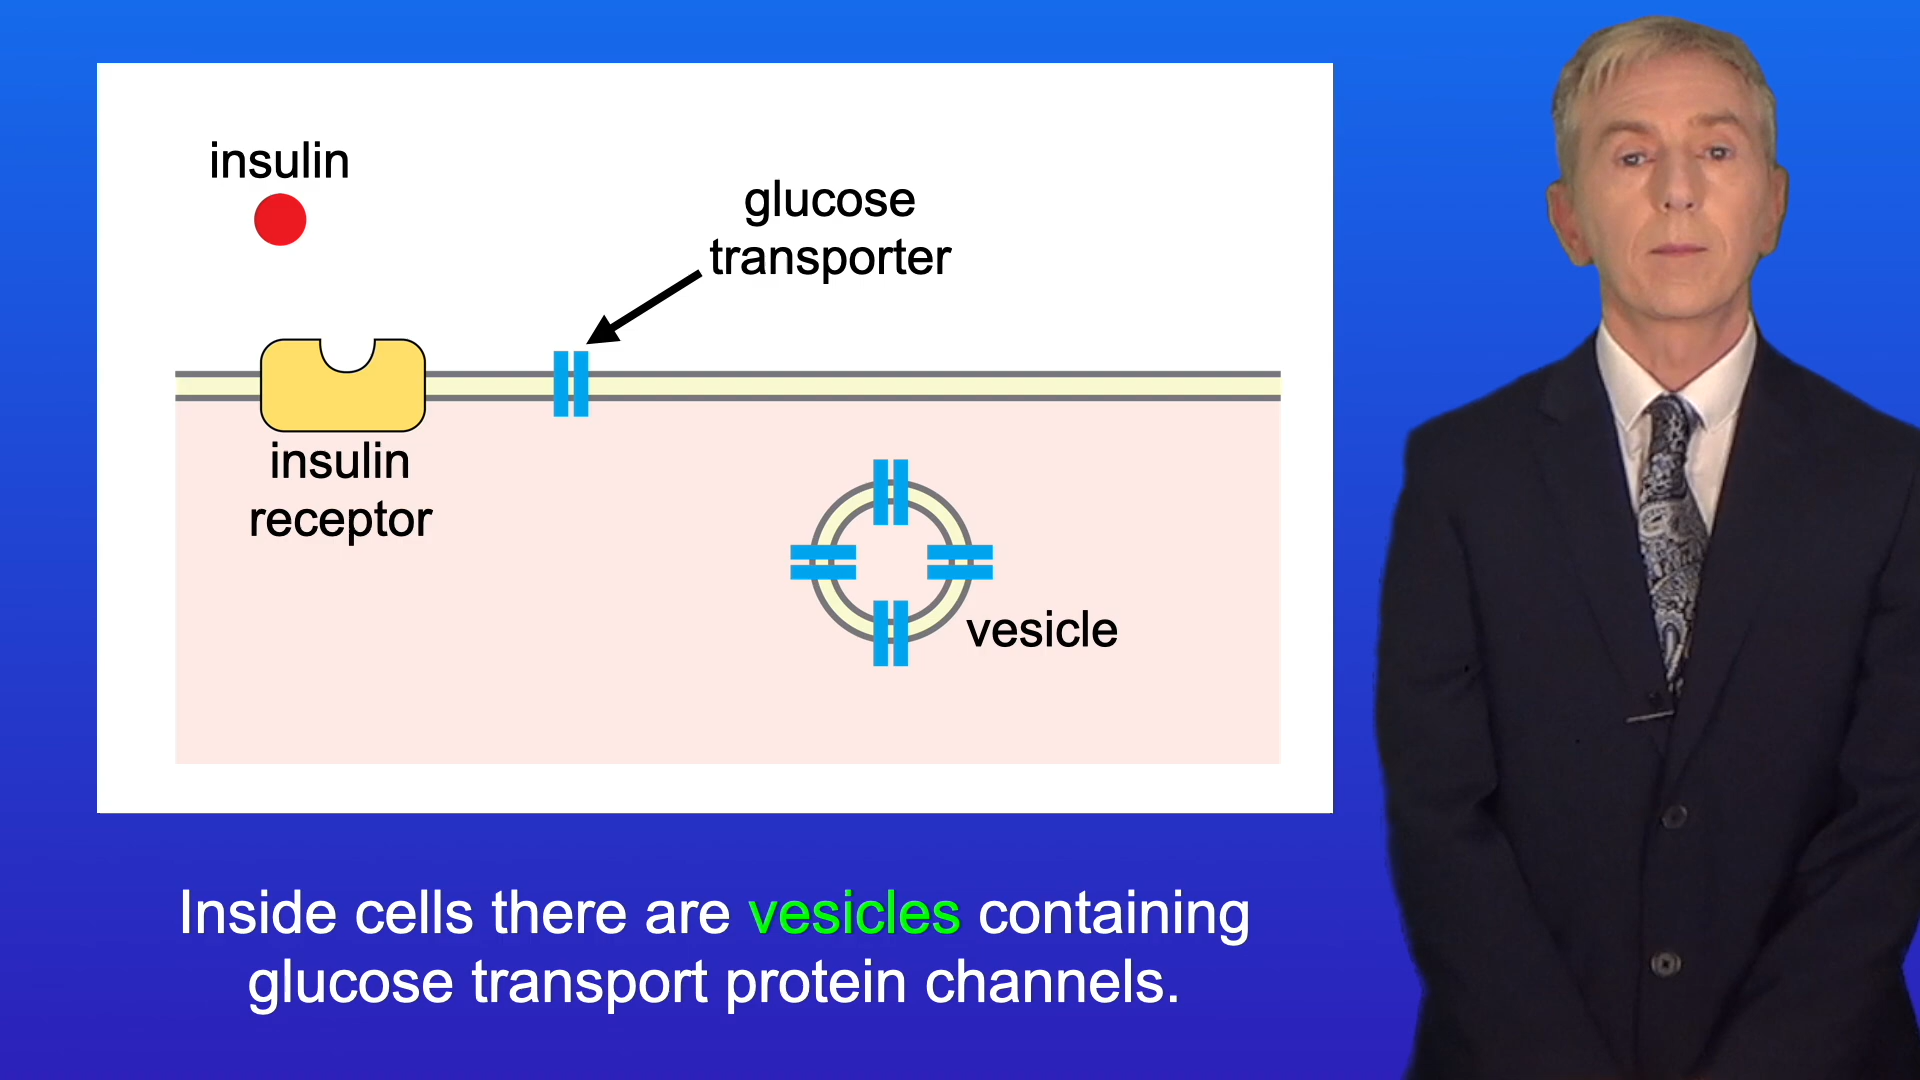 insulin
glucose
transporter
insulin
receptor
vesicle
Inside cells there are vesicles containing
glucose transport protein channels.